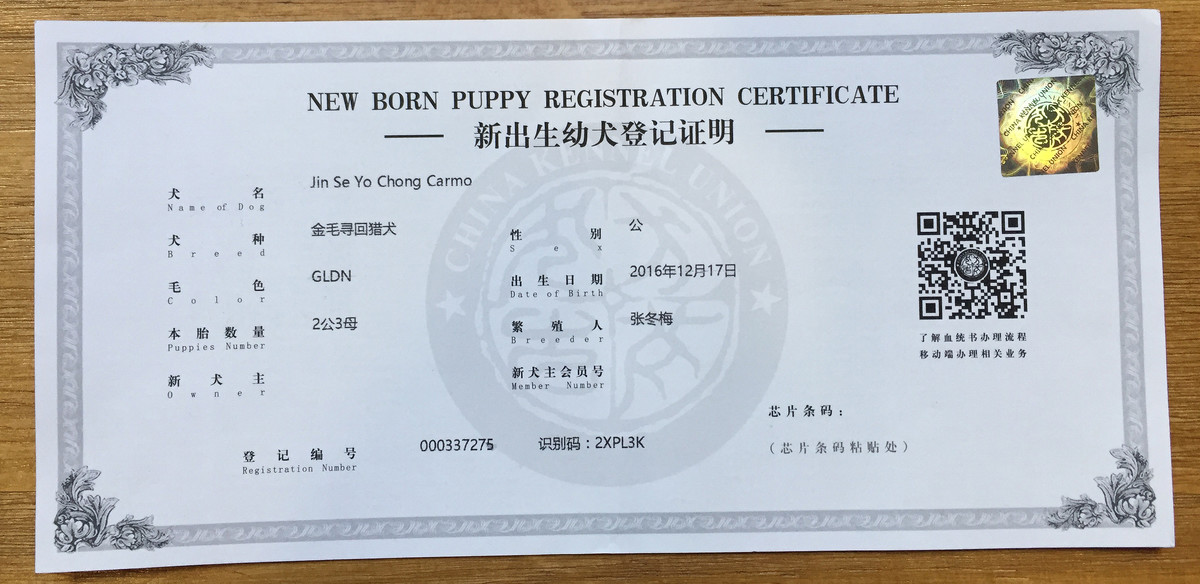 NEW BORN PUPPY REGISTRATION CERTIFICATE
新出生幼犬登记证明
CHINA KENNEL UNION
CHINA KENNEL UNION
犬名 Jin Se Yo Chong Carmo
Name of Dog
犬种 金毛寻回猎犬 性别 公
Breed Sex
毛色 GLDN 出生日期 2016年12月17日
Color Date of Birth
本胎数量 2公3母 繁殖人 张冬梅
Puppies Number Breeder
新犬主 新犬主会员号
Owner Member Number
了解血统书办理流程
移动端办理相关业务
芯片条码：
（芯片条码粘贴处）
登记编号 000337275 识别码：2XPL3K
Registration Number